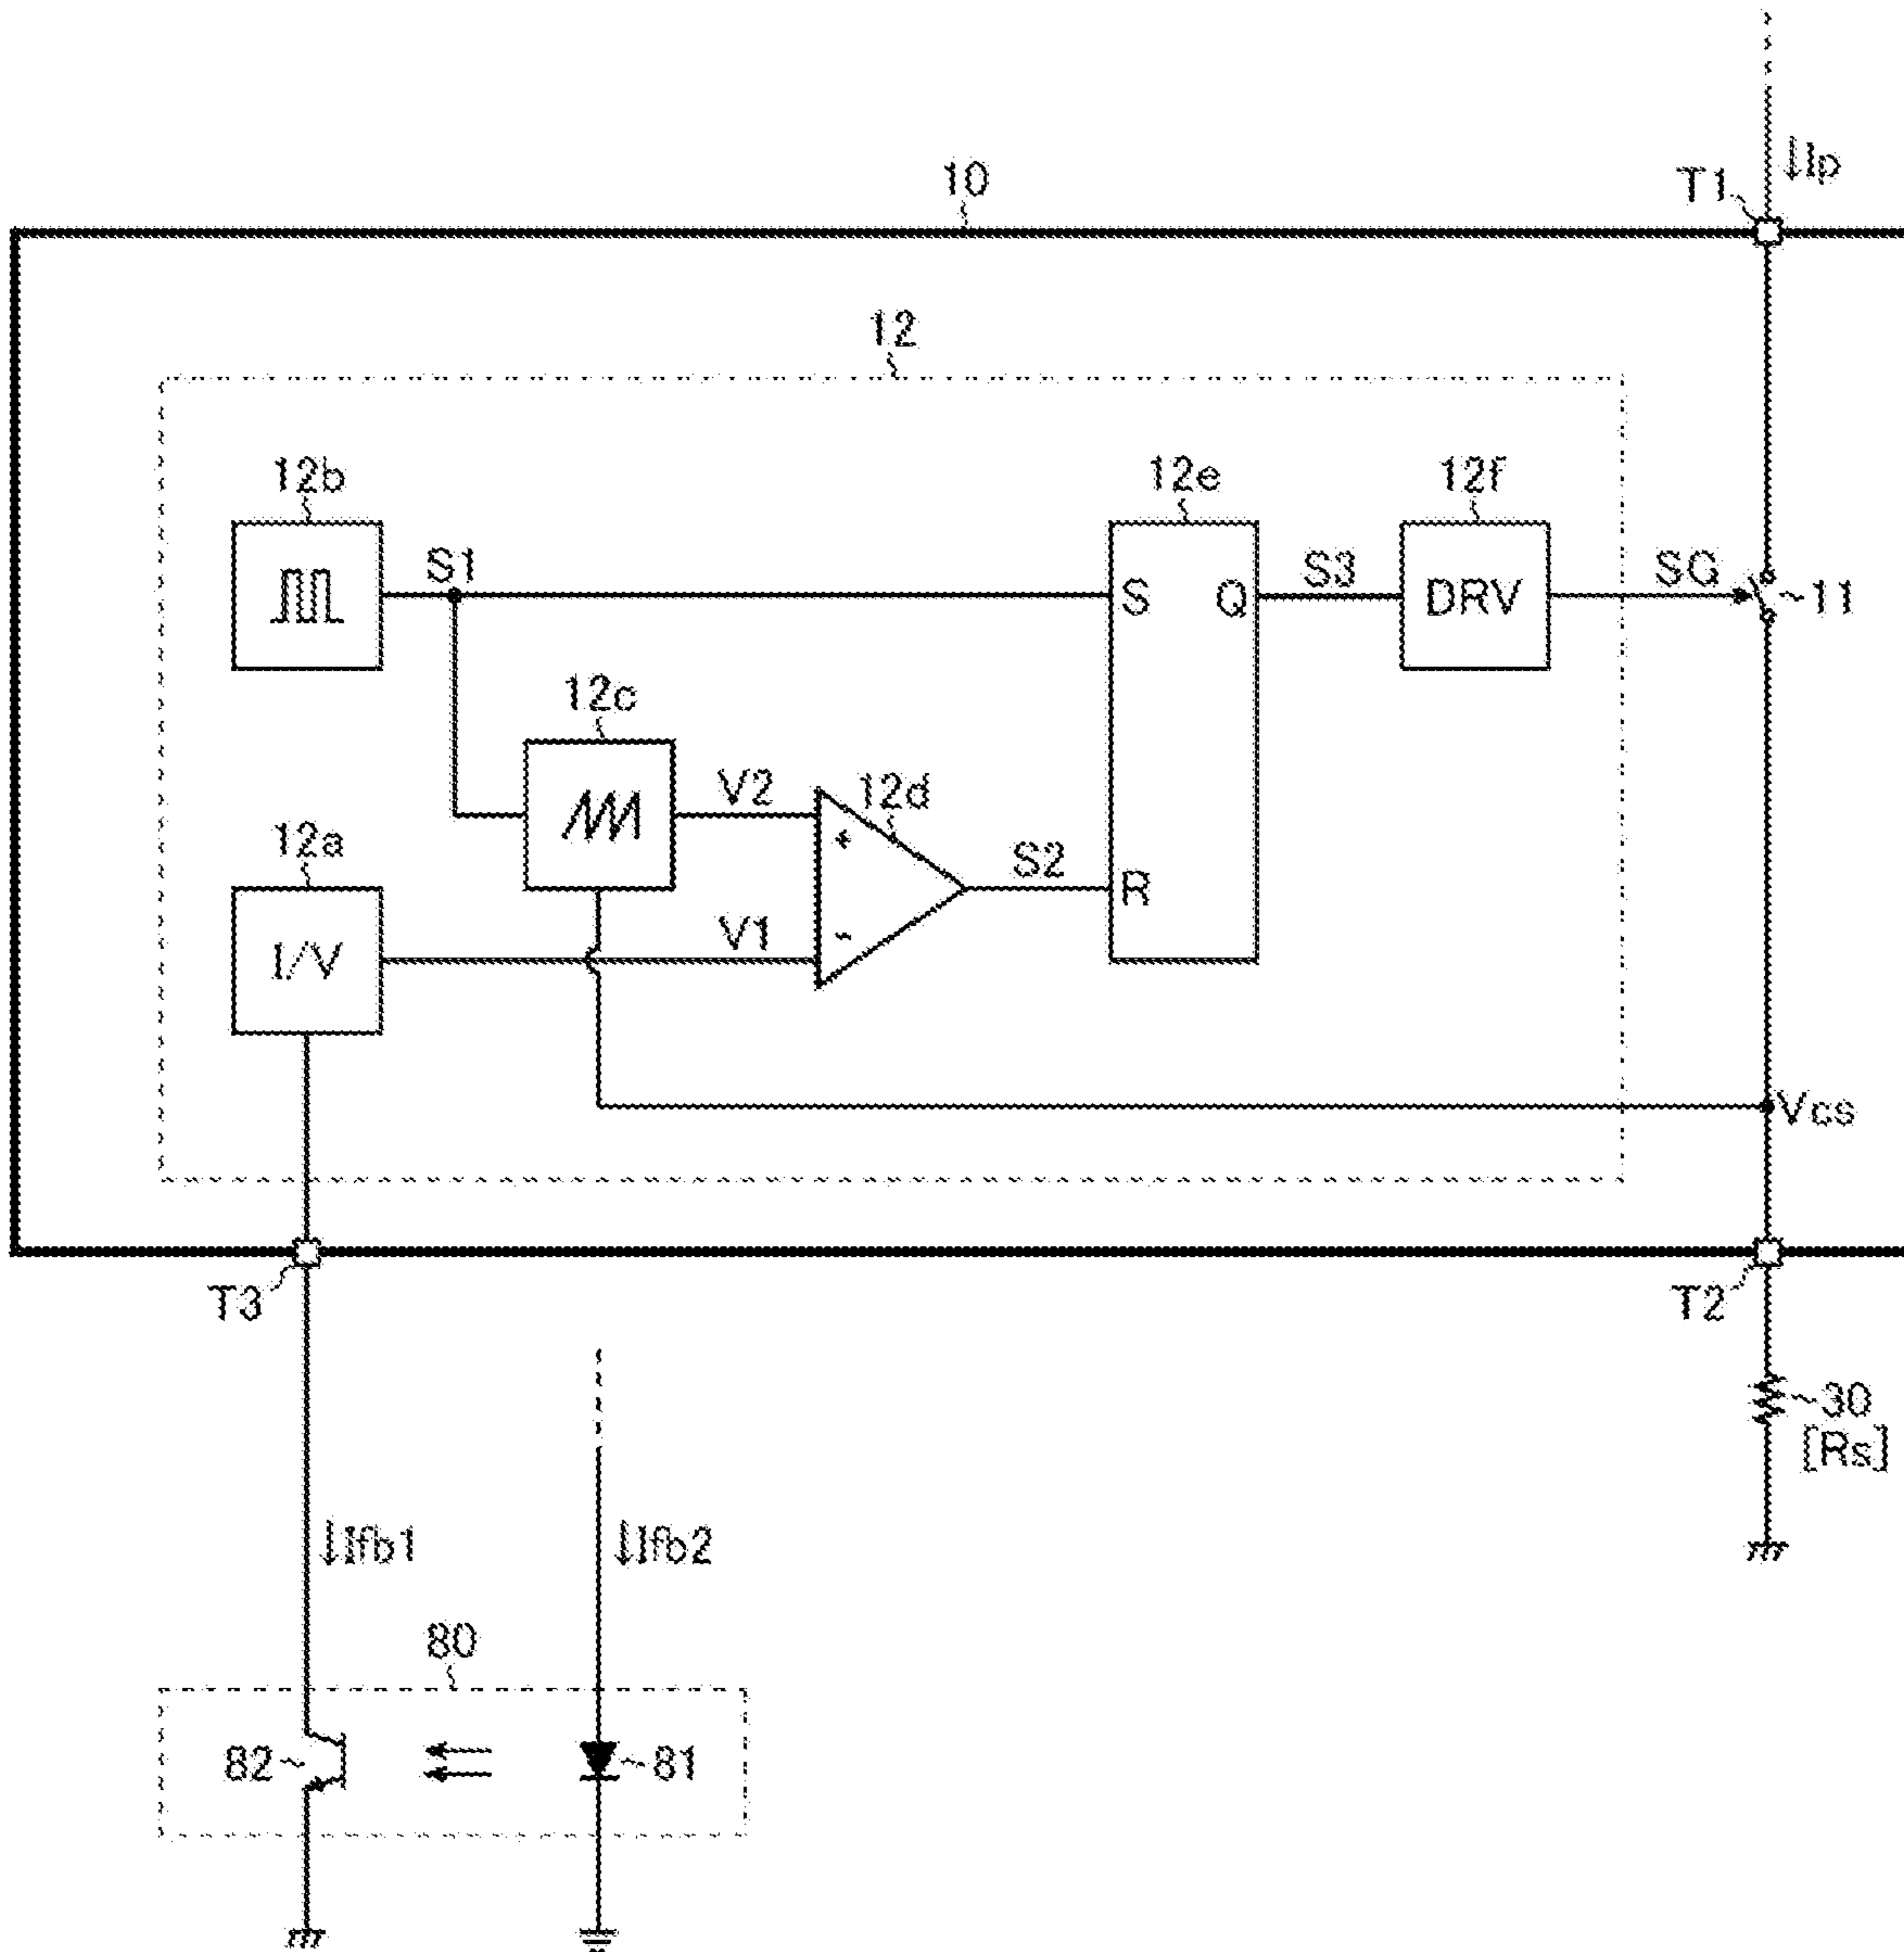 ↓Ip
T1
10
12
12b
12e
12f
S1
S
Q
S3
DRV
SG
11
12c
V2
12d
+
12a
S2
R
V1
-
I/V
Vcs
T3
T2
30
[Rs]
↓Ifb1
↓Ifb2
80
82
81